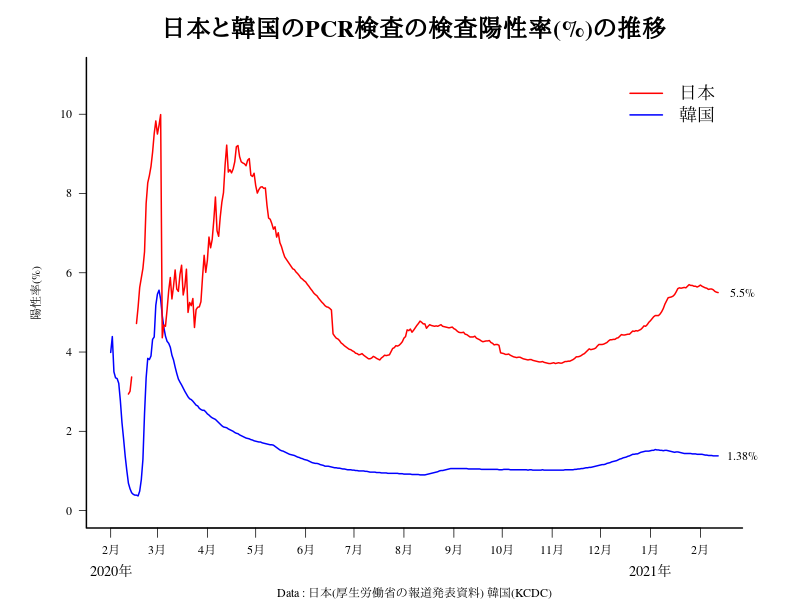 日本と韓国のPCR検査の検査陽性率(%)の推移
日本
韓国
陽性率(%)
10
8
6
4
2
0
5.5%
1.38%
2月 3月 4月 5月 6月 7月 8月 9月 10月 11月 12月 1月 2月
2020年 2021年
Data : 日本(厚生労働省の報道発表資料) 韓国(KCDC)